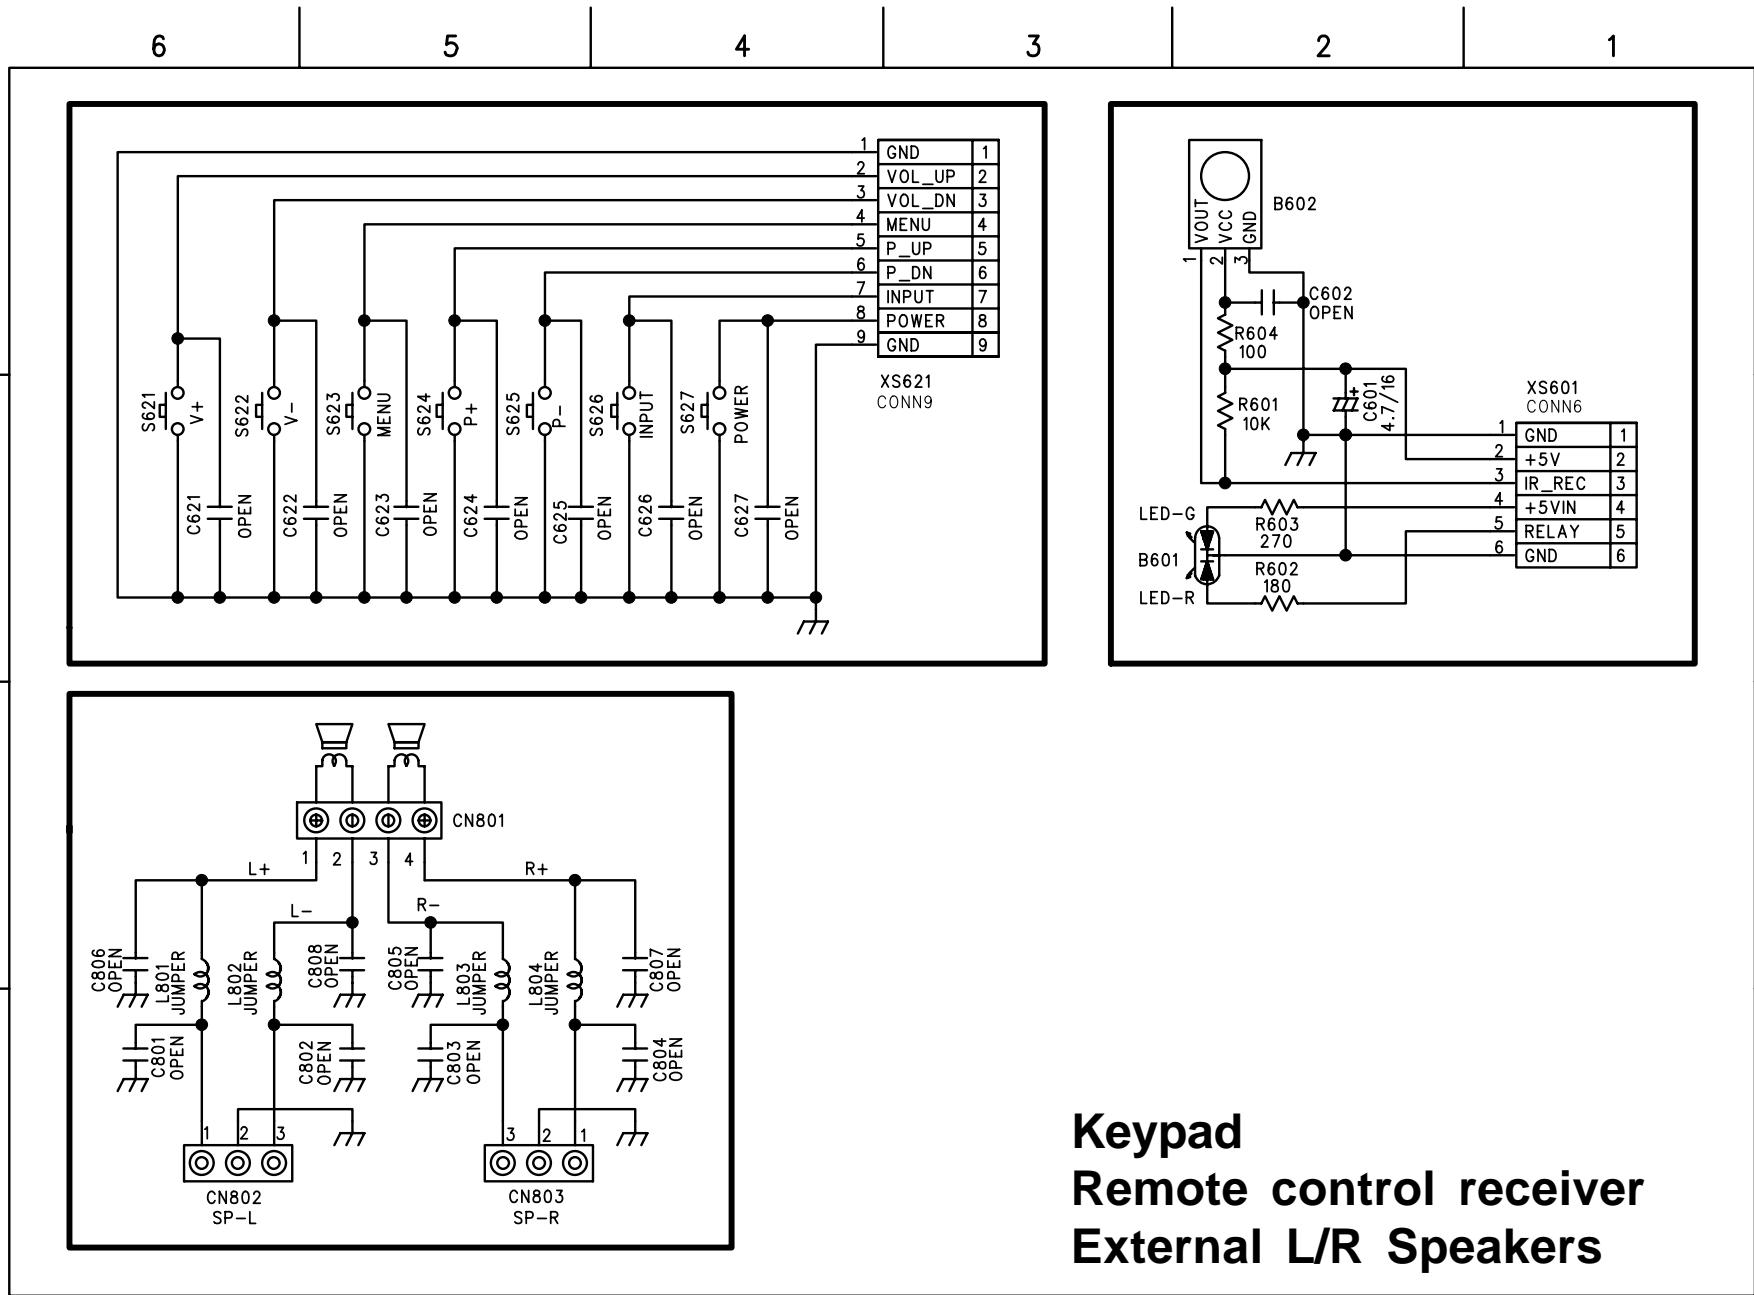 6 5 4 3 2 1
1 GND 1
2 VOL_UP 2
3 VOL_DN 3
4 MENU 4
5 P_UP 5
6 P_DN 6
7 INPUT 7
8 POWER 8
9 GND 9
XS621
CONN9
S621 V+
S622 V-
S623 MENU
S624 P+
S625 P-
S626 INPUT
S627 POWER
C621 OPEN
C622 OPEN
C623 OPEN
C624 OPEN
C625 OPEN
C626 OPEN
C627 OPEN
B602
VOUT VCC GND
1 2 3
C602
OPEN
R604
100
R601
10K
C601
4.7/16
+
XS601
CONN6
1 GND 1
2 +5V 2
3 IR_REC 3
4 +5VIN 4
5 RELAY 5
6 GND 6
LED-G
R603
270
B601
R602
180
LED-R
CN801
1 2 3 4
L+ R+
L- R-
C806
OPEN
L801
JUMPER
L802
JUMPER
C808
OPEN
C805
OPEN
L803
JUMPER
L804
JUMPER
C807
OPEN
C801
OPEN
C802
OPEN
C803
OPEN
C804
OPEN
1 2 3
3 2 1
CN802
SP-L
CN803
SP-R
Keypad
Remote control receiver
External L/R Speakers